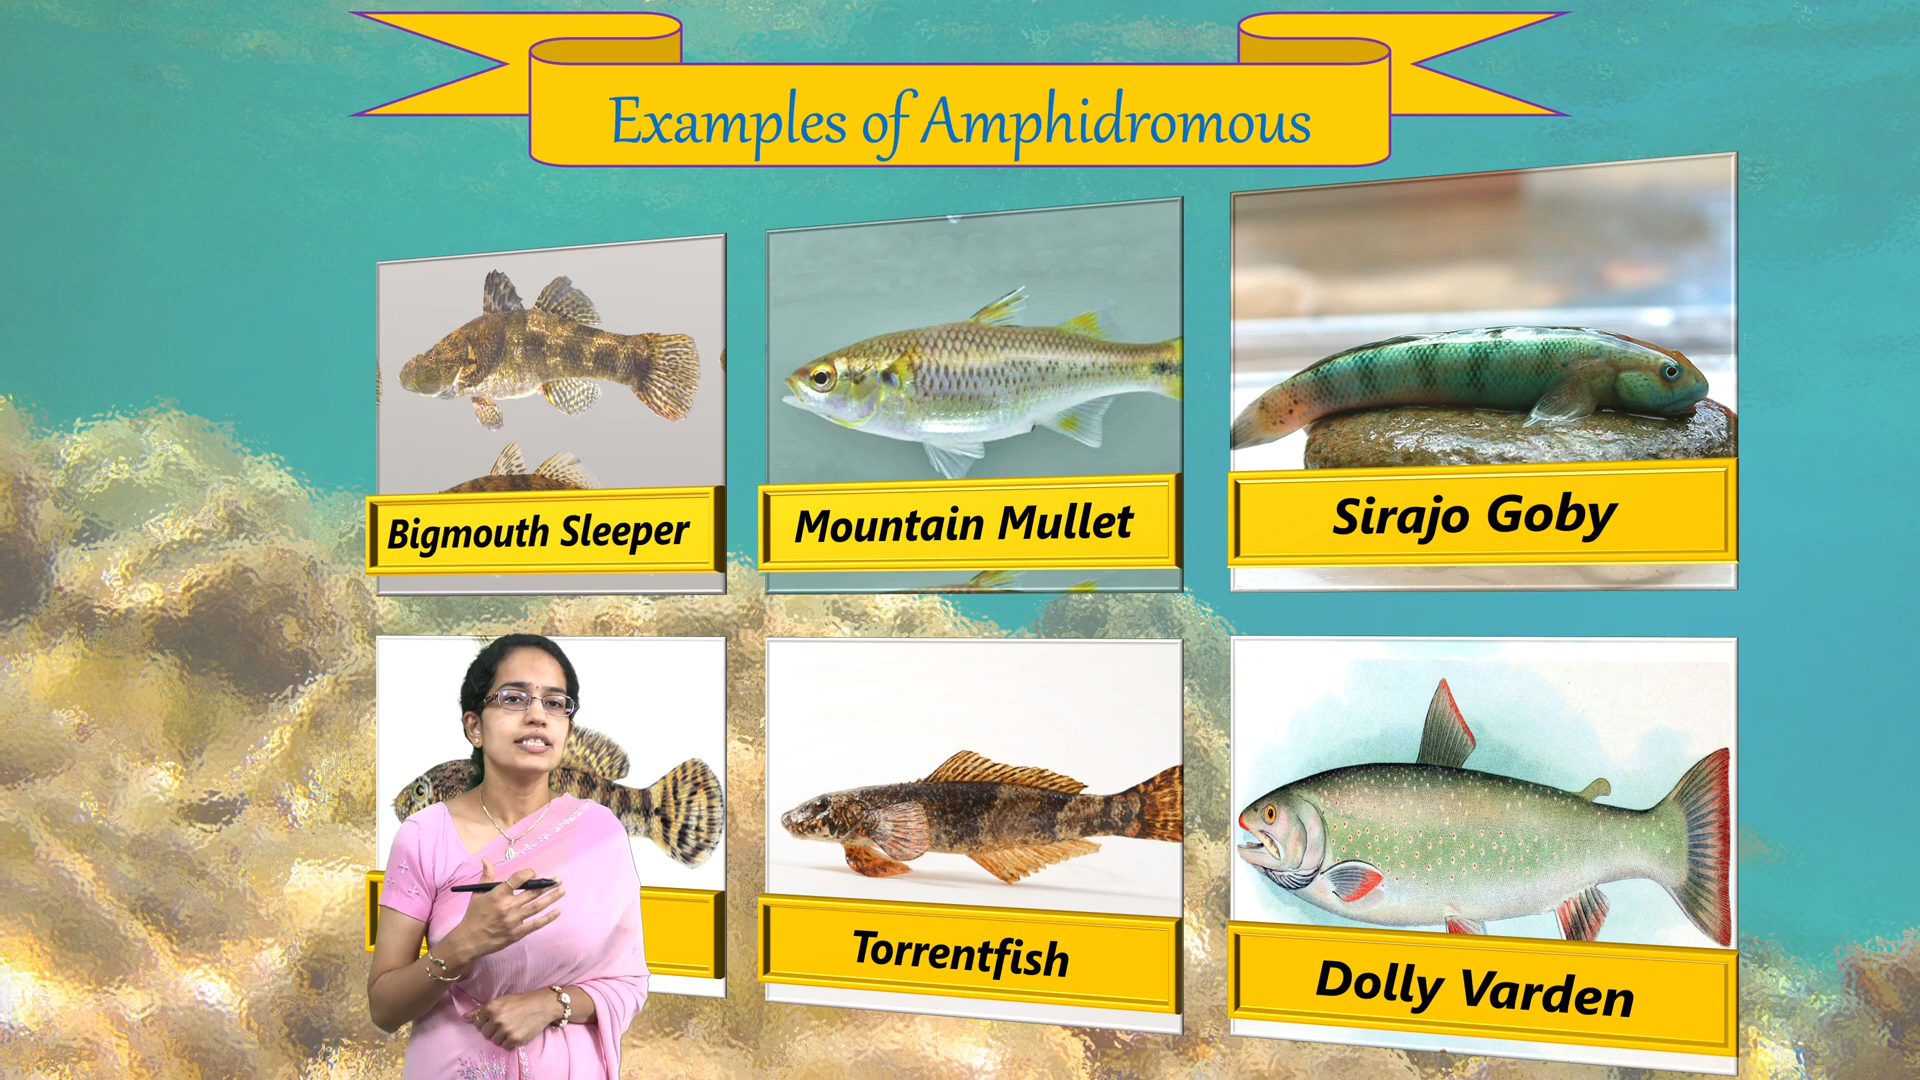 Examples of Amphidromous
Bigmouth Sleeper
Mountain Mullet
Sirajo Goby
Torrentfish
Dolly Varden